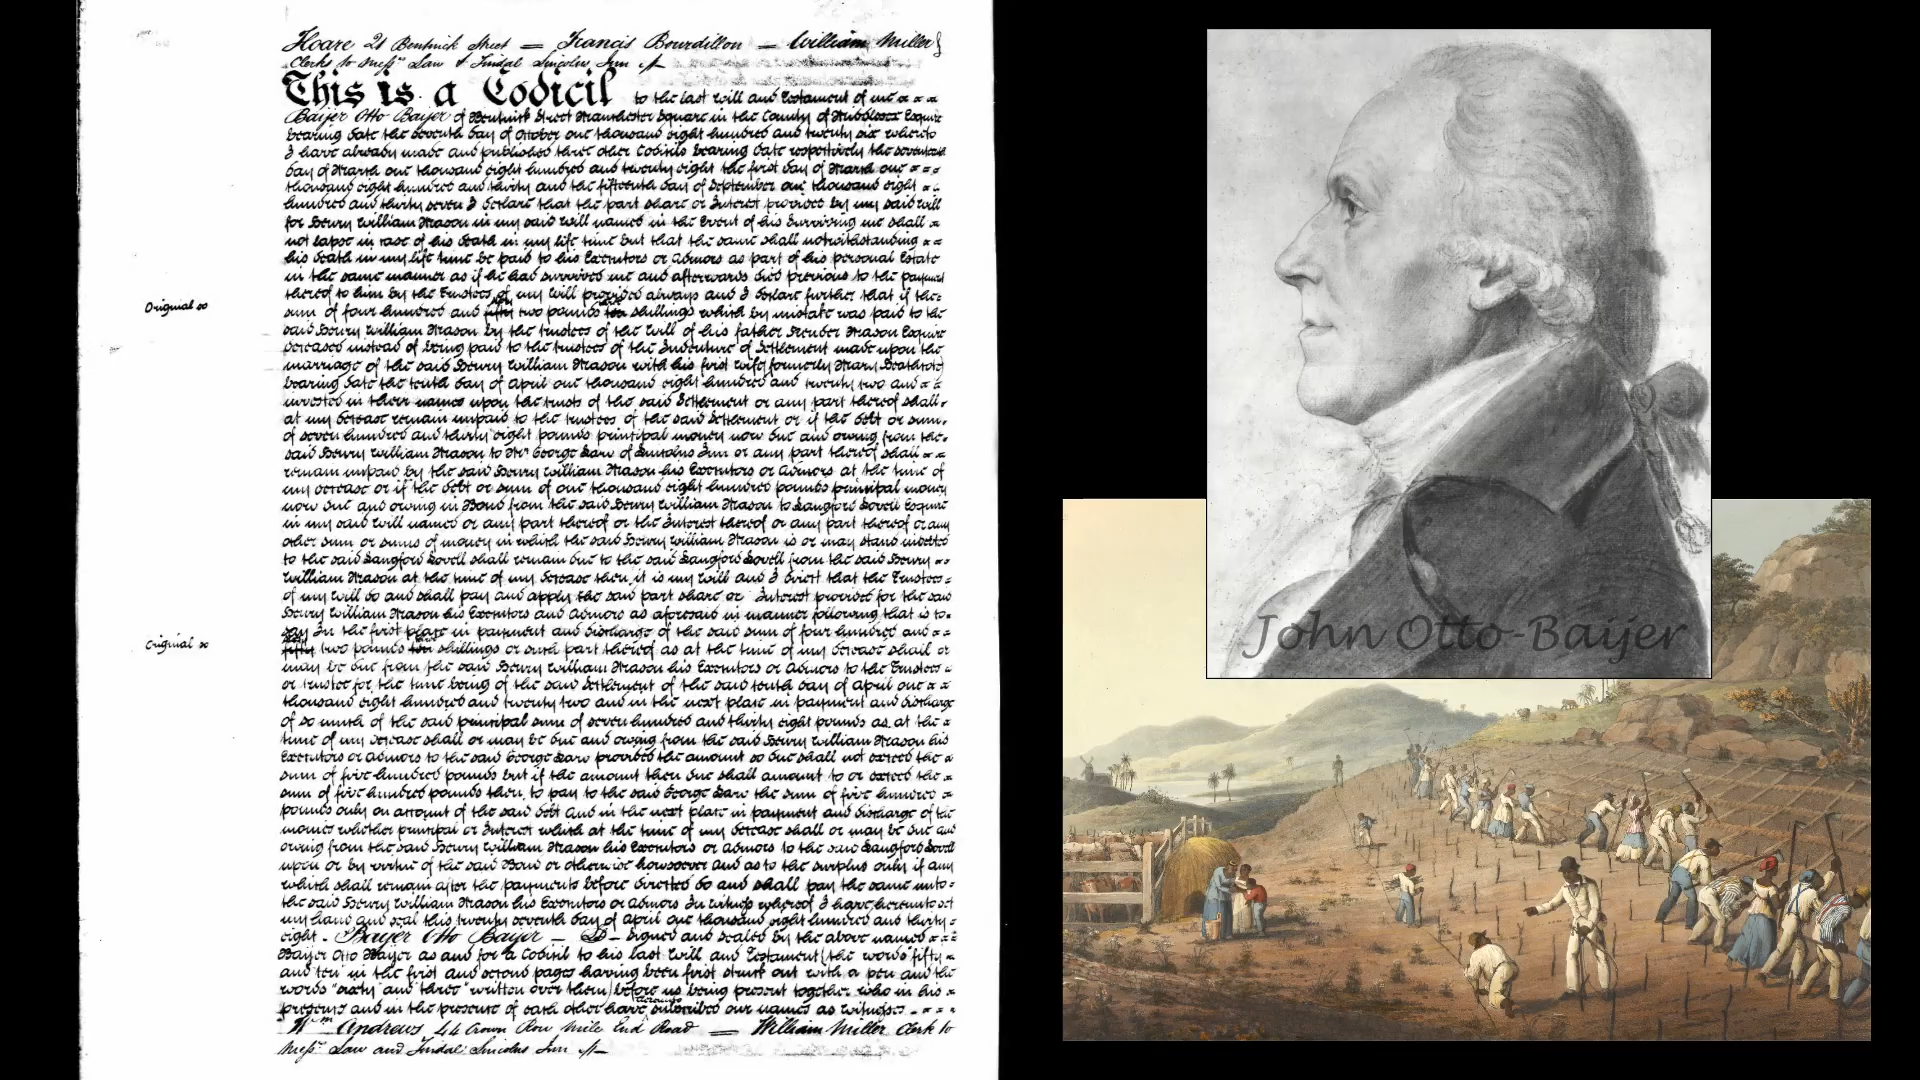 Hoare 21 Bentinck Street — Francis Bourdillon — William Miller
Clerks to Messrs Law & Tindal Lincolns Inn
This is a Codicil to the last will and testament of me
Baijer Otto Baijer of Bentinck Street Manchester Square in the County of Middlesex Esquire
bearing date the seventh day of October one thousand eight hundred and twenty six whereto
I have already made and published three other Codicils bearing date respectively the seventeenth
day of March one thousand eight hundred and twenty eight the first day of March one
thousand eight hundred and thirty and the fifteenth day of September one thousand eight
hundred and thirty seven I declare that the part share or Interest provided by my said will
for Henry William Mason in my said will named in the Event of his surviving me shall
not lapse in case of his death in my life time but that the same shall notwithstanding
his death in my life time be paid to his Executors or Admors as part of his personal Estate
in the same manner as if he had survived me and afterwards died previous to the payment
thereof to him by the Trustees of my will provided always and I declare further that if the
Original
sum of four hundred and two pounds shillings which by mistake was paid to the
said Henry William Mason by the trustees of the will of his father Mason Esquire
deceased instead of being paid to the trustees of the Indenture of Settlement made upon the
marriage of the said Henry William Mason with his first wife (formerly Mary
bearing date the tenth day of April one thousand eight hundred and twenty two and
invested in their names upon the trusts of the said Settlement or any part thereof shall
at my decease remain unpaid to the trustees of the said Settlement or if the debt or sum
of seven hundred and thirty eight pounds principal money now due and owing from the
said Henry William Mason to Mr George Law of Lincolns Inn or any part thereof shall
remain unpaid by the said Henry William Mason his Executors or Admors at the time of
my decease or if the debt or sum of one thousand eight hundred pounds principal money
now due and owing on Bond from the said Henry William Mason to Langford Lovell Esquire
in my said will named or any part thereof or the Interest thereof or any part thereof or any
other sum or sums of money in which the said Henry William Mason is or may stand indebted
to the said Langford Lovell shall remain due to the said Langford Lovell from the said Henry
William Mason at the time of my decease then it is my will and I direct that the Trustees
of my will do and shall pay and apply the said part share or Interest provided for the said
Henry William Mason his Executors and Admors as aforesaid in manner following that is to
say In the first place in payment and discharge of the said sum of four hundred and
Original
two pounds shillings or such part thereof as at the time of my decease shall or
may be due from the said Henry William Mason his Executors or Admors to the Trustees
or trustee for the time being of the said Settlement of the said tenth day of April one
thousand eight hundred and twenty two and in the next place in payment and discharge
of so much of the said principal sum of seven hundred and thirty eight pounds as at the
time of my decease shall or may be due and owing from the said Henry William Mason his
Executors or Admors to the said George Law provided the amount so due shall not exceed the
sum of five hundred pounds but if the amount then due shall amount to or exceed the
sum of five hundred pounds then to pay to the said George Law the sum of five hundred
pounds only on account of the said debt And in the next place in payment and discharge of the
monies whether principal or Interest which at the time of my decease shall or may be due and
owing from the said Henry William Mason his Executors or Admors to the said Langford Lovell
upon or by virtue of the said Bond or otherwise howsoever and as to the surplus only if any
which shall remain after the payments before directed do and shall pay the same unto
the said Henry William Mason his Executors or Admors In witness whereof I have hereunto set
my hand and seal this twenty seventh day of April one thousand eight hundred and thirty
eight - Baijer Otto Baijer — signed and sealed by the above named
Baijer Otto Baijer as and for a Codicil to his last will and Testament (the words fifty
and ten in the first and second pages having been first struck out with a pen and the
words "sixty and three" written over them) before us being present together who in his
presence and in the presence of each other have subscribed our names as witnesses
Wm Andrews 44 Crown Row Mile End Road — William Miller Clerk to
Messrs Law and Tindal Lincolns Inn
John Otto-Baijer